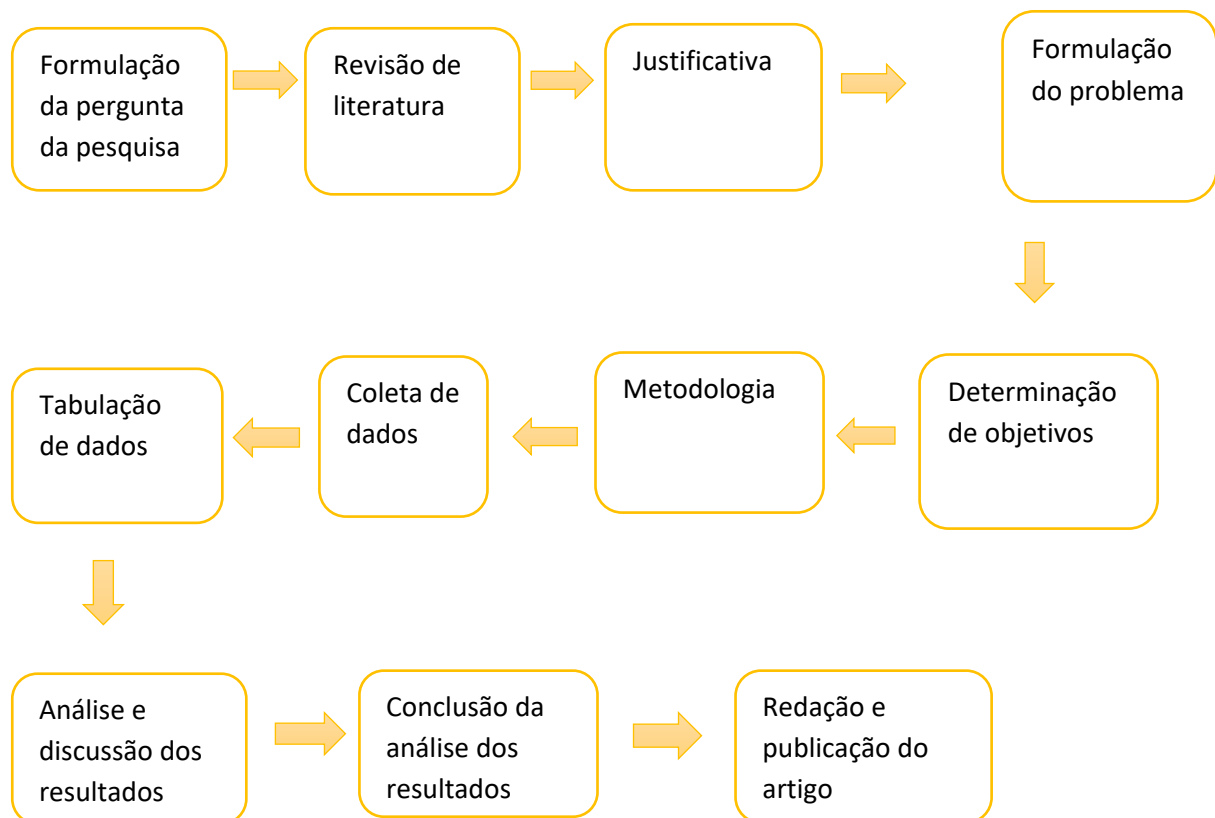 Formulação
da pergunta
da pesquisa
Revisão de
literatura
Justificativa
Formulação
do problema
Determinação
de objetivos
Metodologia
Coleta de
dados
Tabulação
de dados
Análise e
discussão dos
resultados
Conclusão da
análise dos
resultados
Redação e
publicação do
artigo